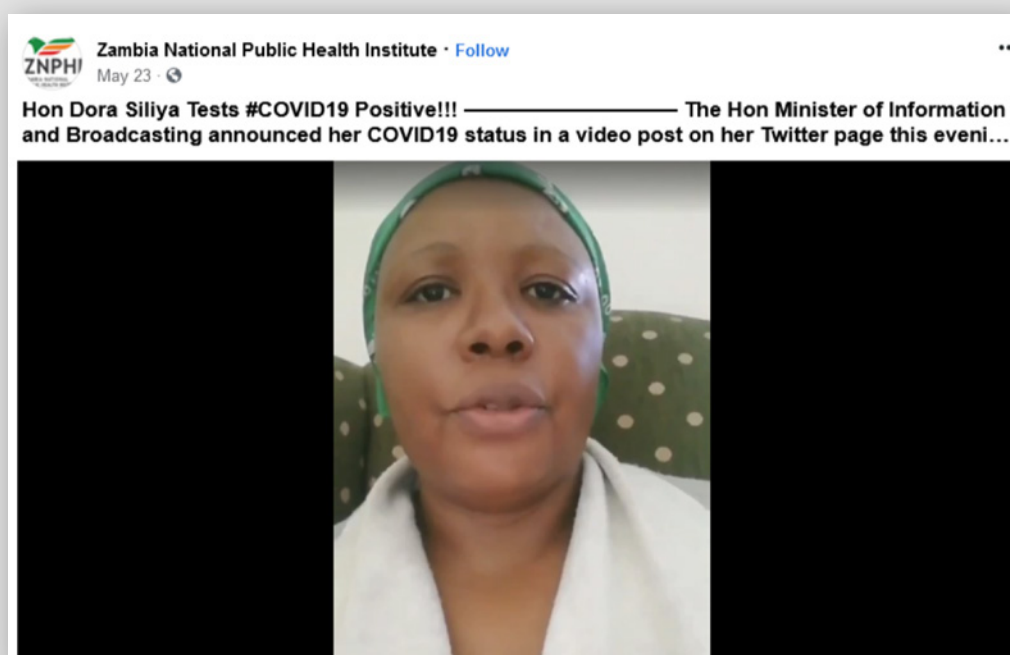 Zambia National Public Health Institute · Follow
ZNPHI
May 23 ·
Hon Dora Siliya Tests #COVID19 Positive!!! —————————— The Hon Minister of Information
and Broadcasting announced her COVID19 status in a video post on her Twitter page this eveni...